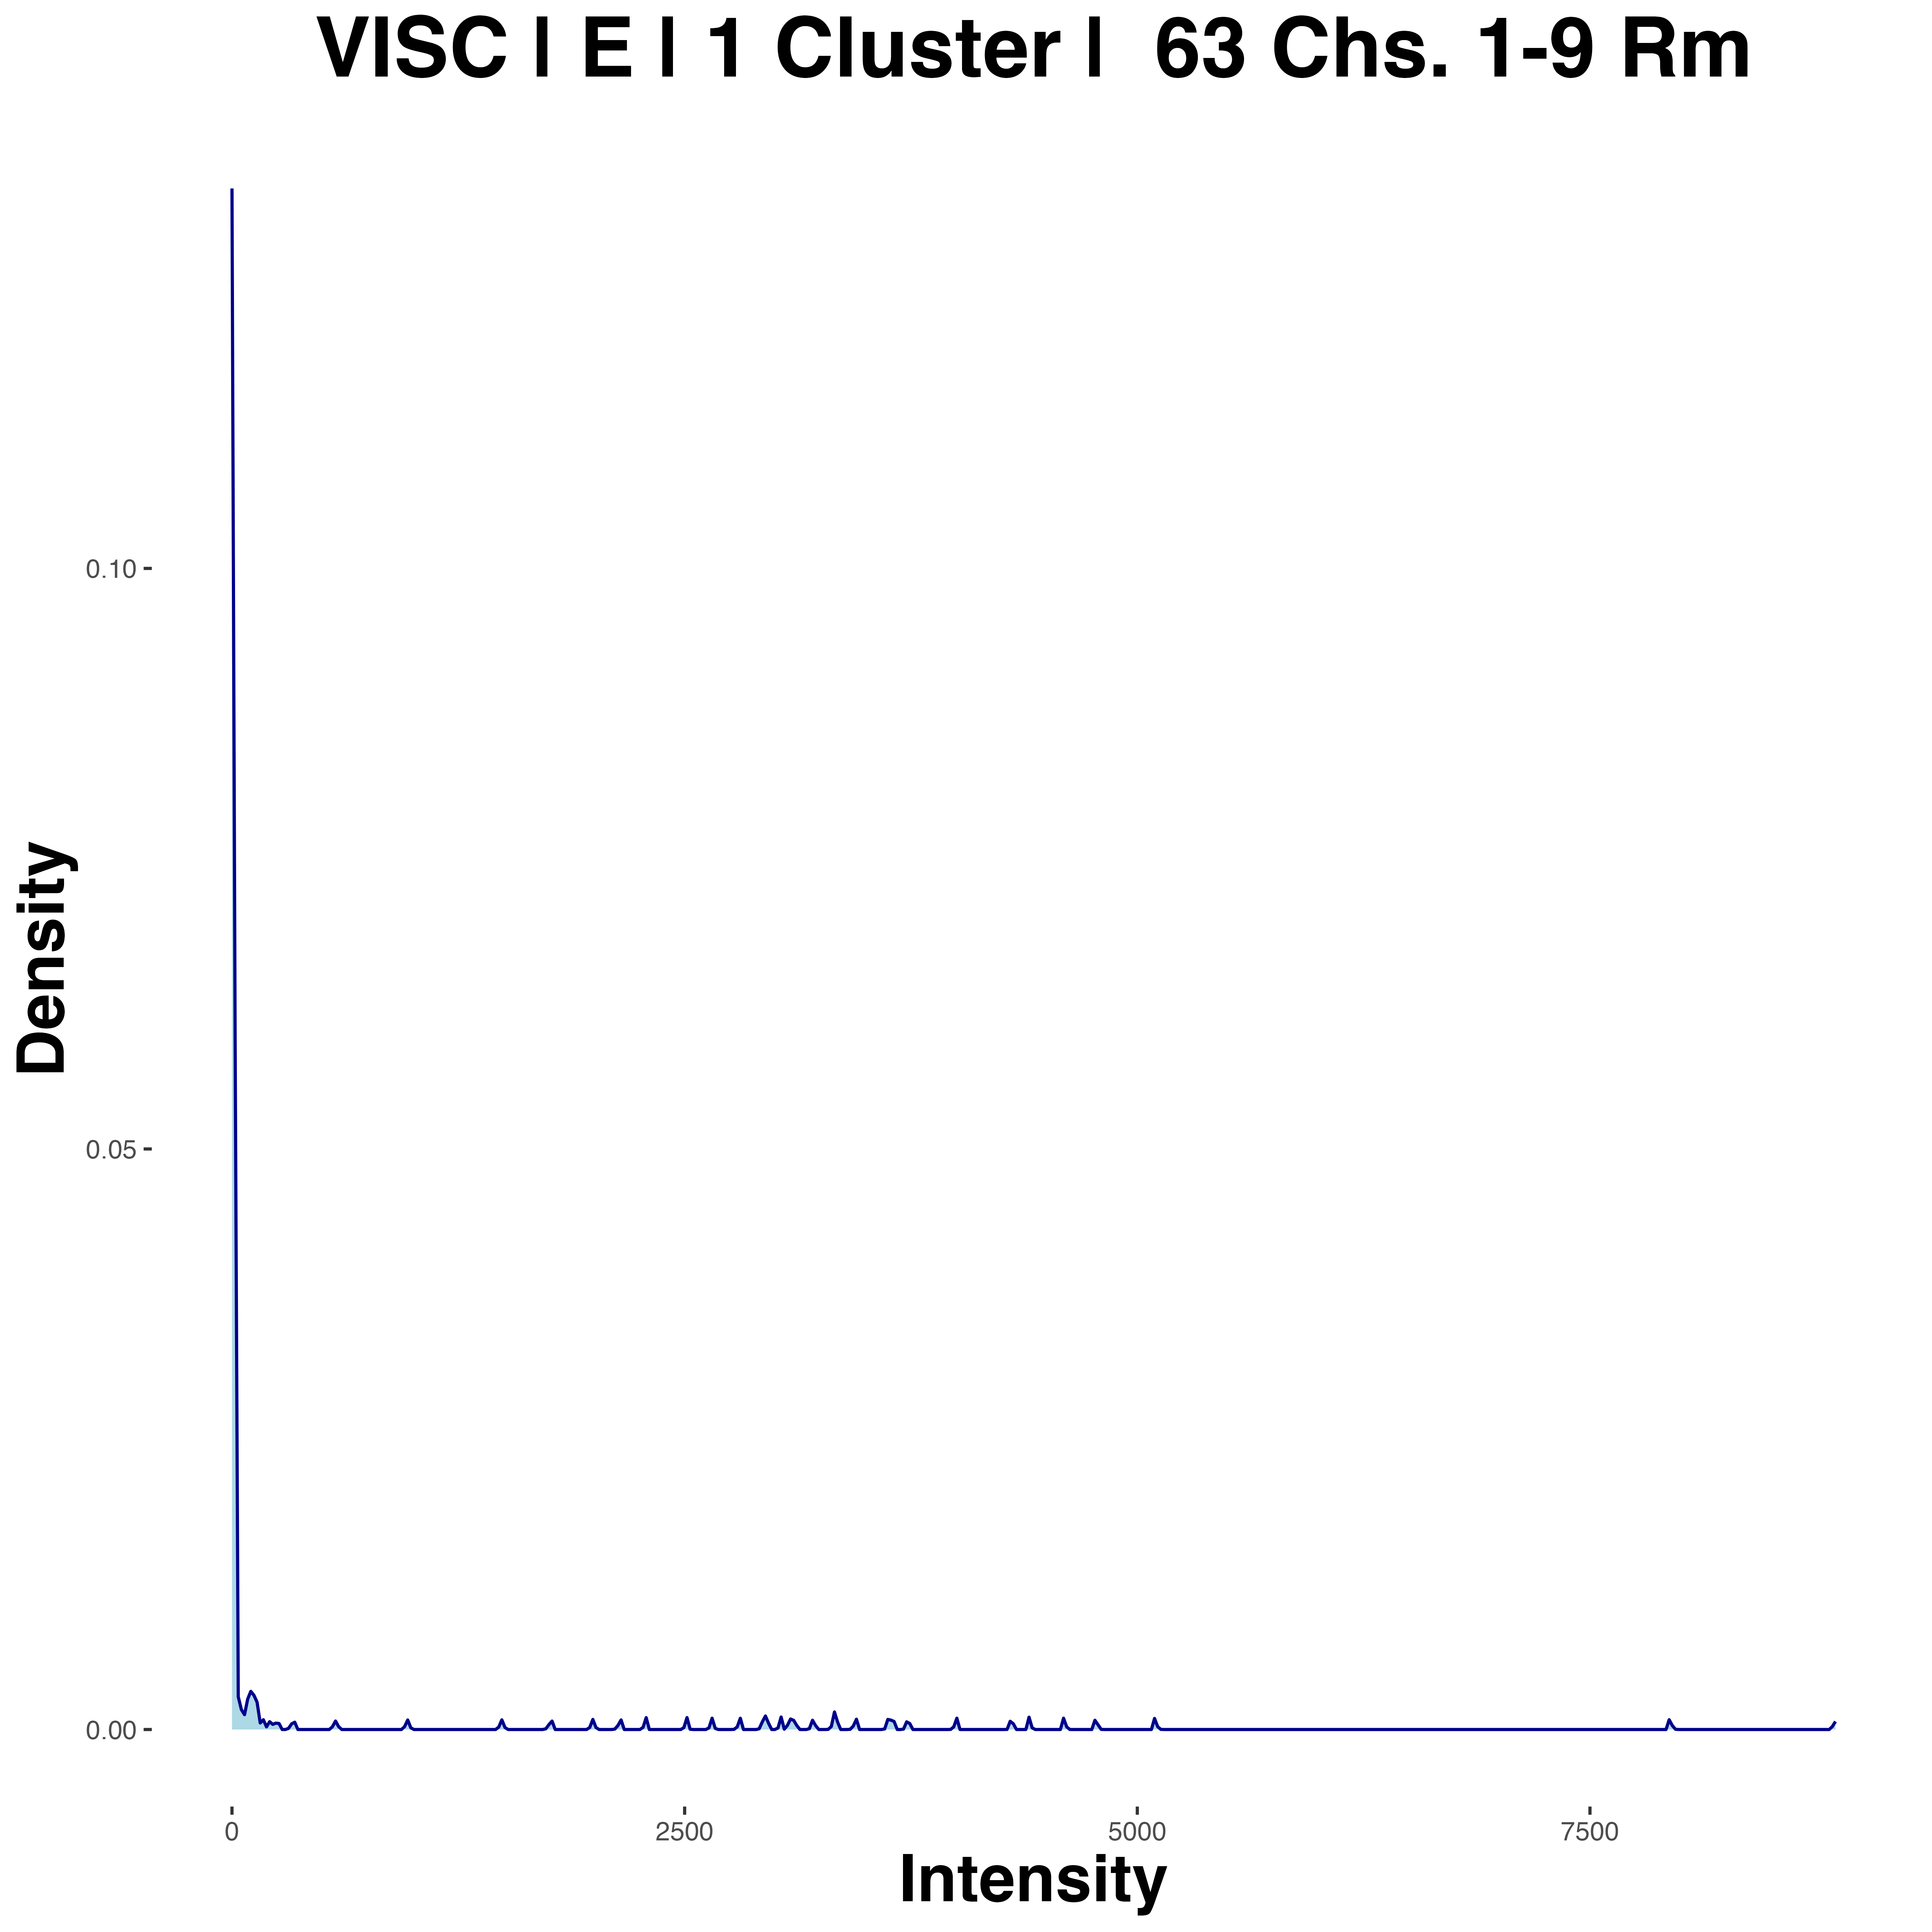 VISC | E | 1 Cluster | 63 Chs. 1-9 Rm
0.10
0.05
0.00
Density
0 2500 5000 7500
Intensity